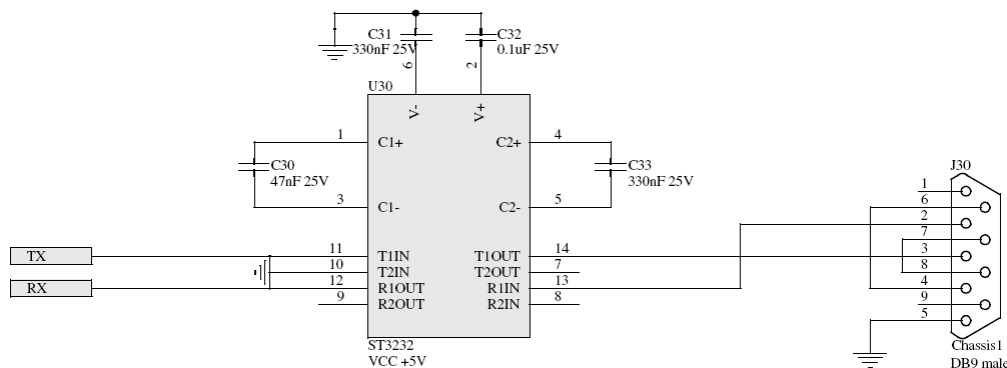 C31
330nF 25V
C32
0.1uF 25V
6
2
U30
V-
V+
1
C1+
C2+
4
C30
47nF 25V
C33
330nF 25V
3
C1-
C2-
5
J30
1
6
2
7
3
8
4
9
5
TX
11
T1IN
T1OUT
14
10
T2IN
T2OUT
7
RX
12
R1OUT
R1IN
13
9
R2OUT
R2IN
8
ST3232
VCC +5V
Chassis1
DB9 male